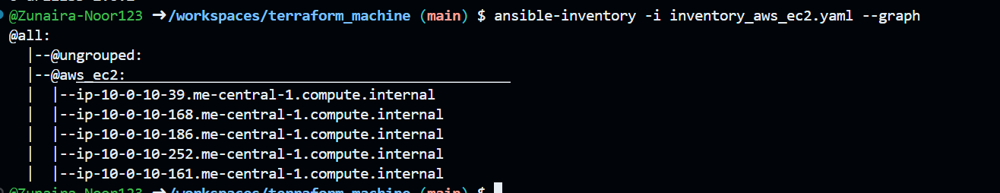 @Zunaira-Noor123 ➜/workspaces/terraform_machine (main) $ ansible-inventory -i inventory_aws_ec2.yaml --graph
@all:
  |--@ungrouped:
  |--@aws_ec2:
  |  |--ip-10-0-10-39.me-central-1.compute.internal
  |  |--ip-10-0-10-168.me-central-1.compute.internal
  |  |--ip-10-0-10-186.me-central-1.compute.internal
  |  |--ip-10-0-10-252.me-central-1.compute.internal
  |  |--ip-10-0-10-161.me-central-1.compute.internal
@Zunaira-Noor123 ➜/workspaces/terraform_machine (main) $